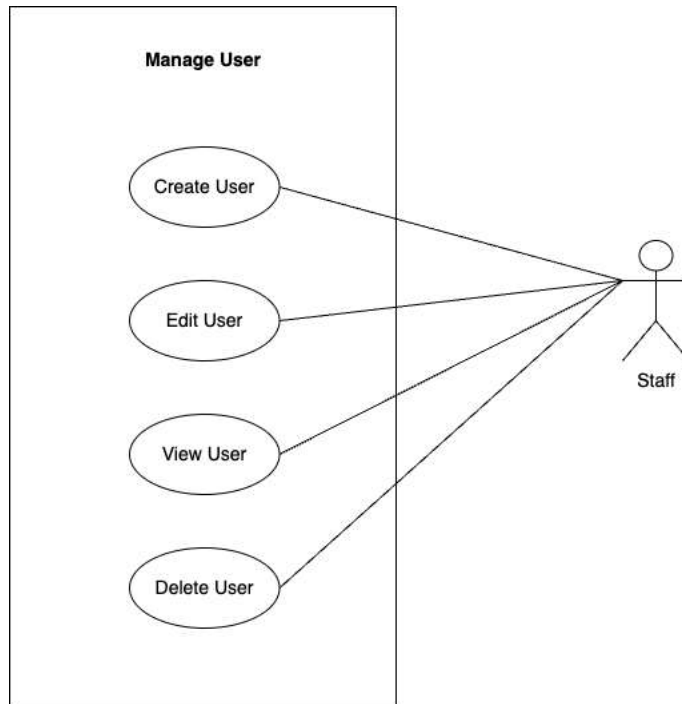 Manage User
Create User
Edit User
Staff
View User
Delete User